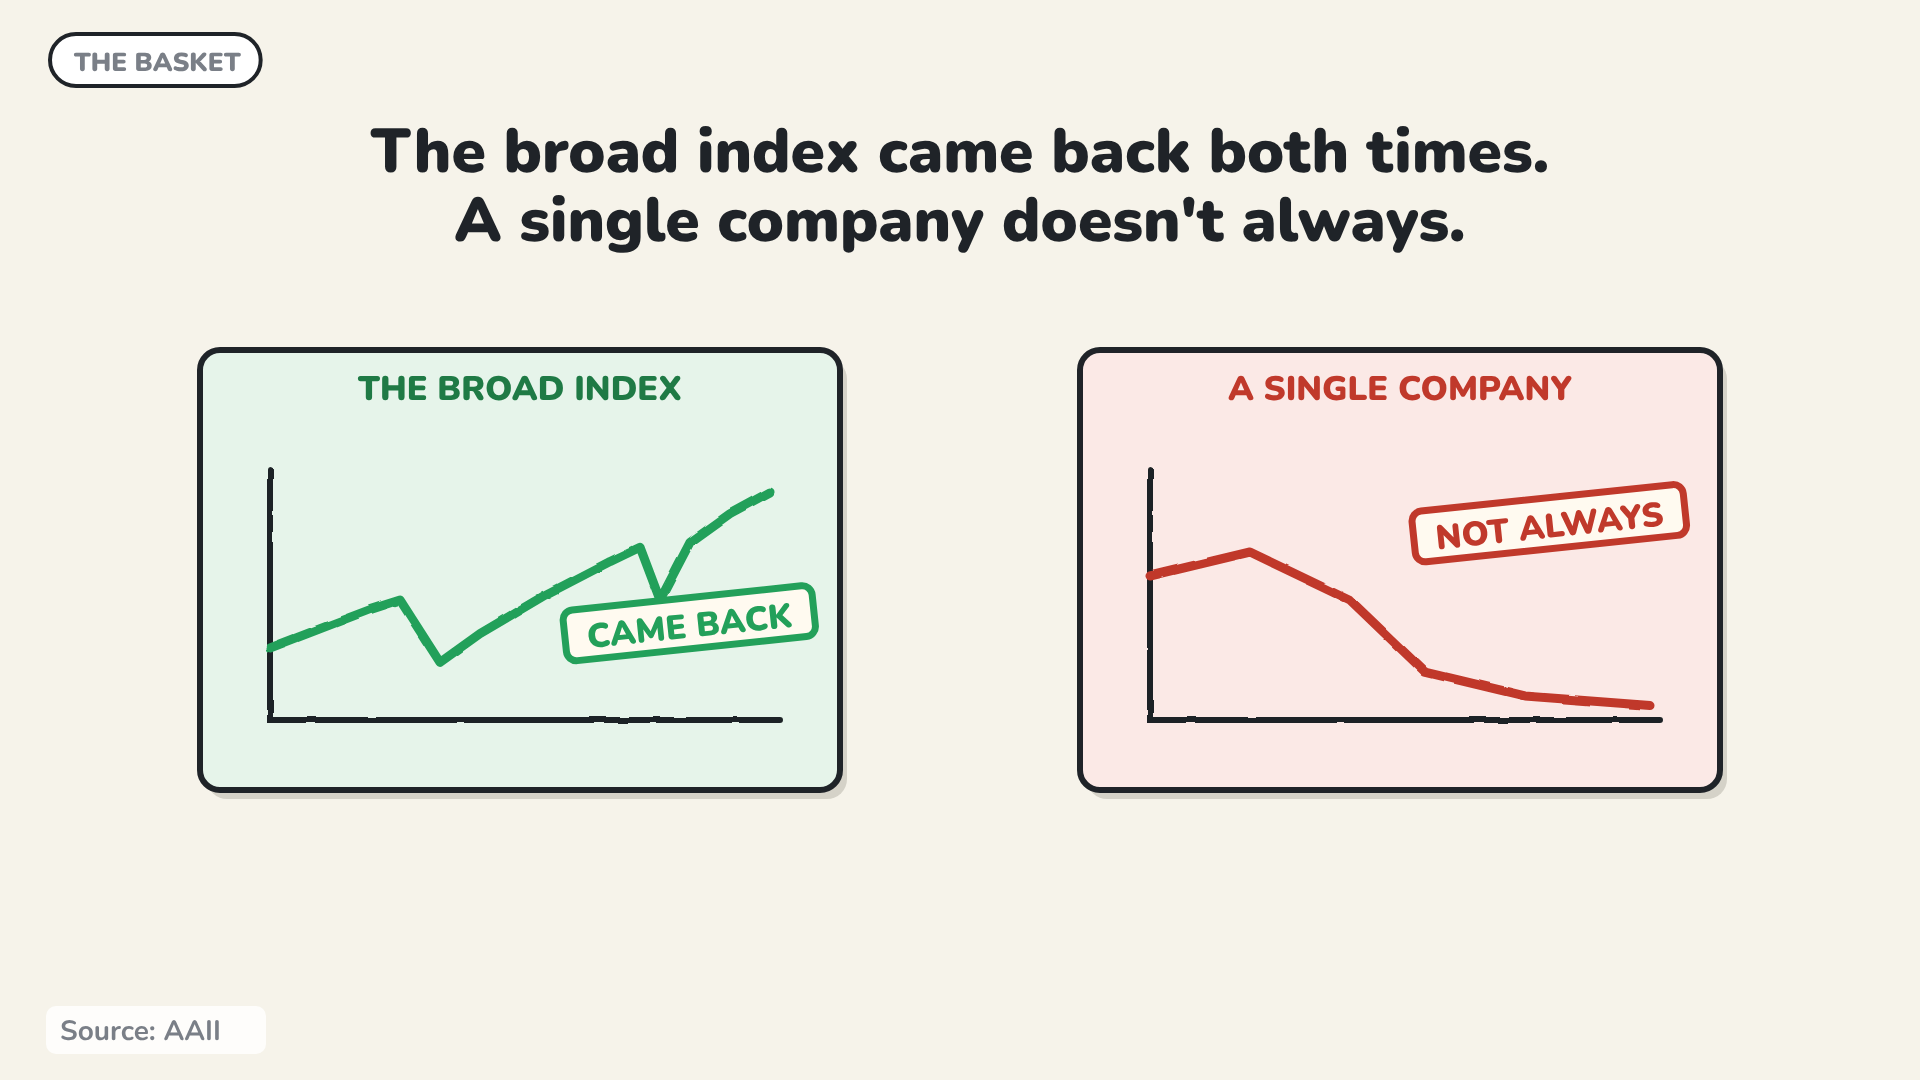 THE BASKET
The broad index came back both times.
A single company doesn't always.
THE BROAD INDEX
CAME BACK
A SINGLE COMPANY
NOT ALWAYS
Source: AAII